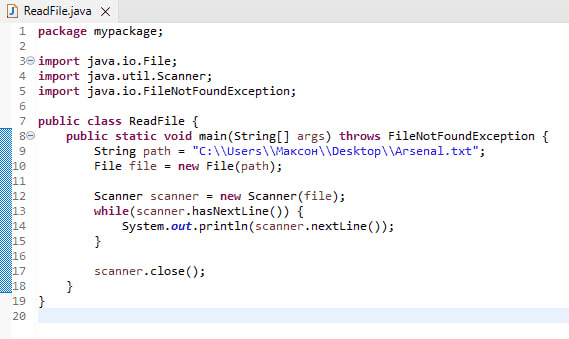 ReadFile.java
1 package mypackage;
2
3 import java.io.File;
4 import java.util.Scanner;
5 import java.io.FileNotFoundException;
6
7 public class ReadFile {
8     public static void main(String[] args) throws FileNotFoundException {
9         String path = "C:\\Users\\Максон\\Desktop\\Arsenal.txt";
10         File file = new File(path);
11
12         Scanner scanner = new Scanner(file);
13         while(scanner.hasNextLine()) {
14             System.out.println(scanner.nextLine());
15         }
16
17         scanner.close();
18     }
19 }
20